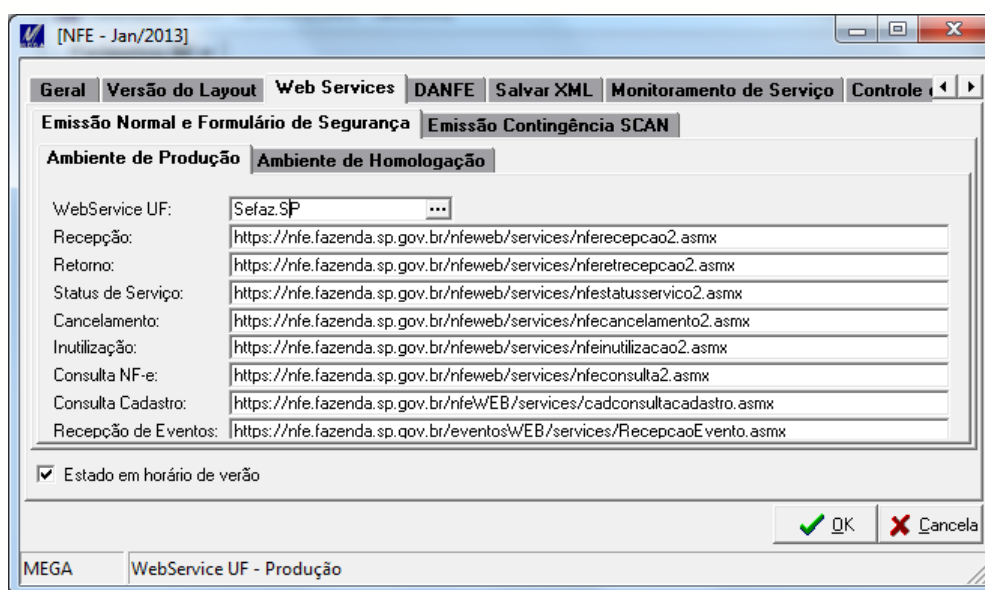 [NFE - Jan/2013]
Geral Versão do Layout Web Services DANFE Salvar XML Monitoramento de Serviço Controle
Emissão Normal e Formulário de Segurança Emissão Contingência SCAN
Ambiente de Produção Ambiente de Homologação
WebService UF: Sefaz.SP ...
Recepção: https://nfe.fazenda.sp.gov.br/nfeweb/services/nferecepcao2.asmx
Retorno: https://nfe.fazenda.sp.gov.br/nfeweb/services/nferetrecepcao2.asmx
Status de Serviço: https://nfe.fazenda.sp.gov.br/nfeweb/services/nfestatusservico2.asmx
Cancelamento: https://nfe.fazenda.sp.gov.br/nfeweb/services/nfecancelamento2.asmx
Inutilização: https://nfe.fazenda.sp.gov.br/nfeweb/services/nfeinutilizacao2.asmx
Consulta NF-e: https://nfe.fazenda.sp.gov.br/nfeweb/services/nfeconsulta2.asmx
Consulta Cadastro: https://nfe.fazenda.sp.gov.br/nfeWEB/services/cadconsultacadastro.asmx
Recepção de Eventos: https://nfe.fazenda.sp.gov.br/eventosWEB/services/RecepcaoEvento.asmx
Estado em horário de verão
OK Cancela
MEGA WebService UF - Produção